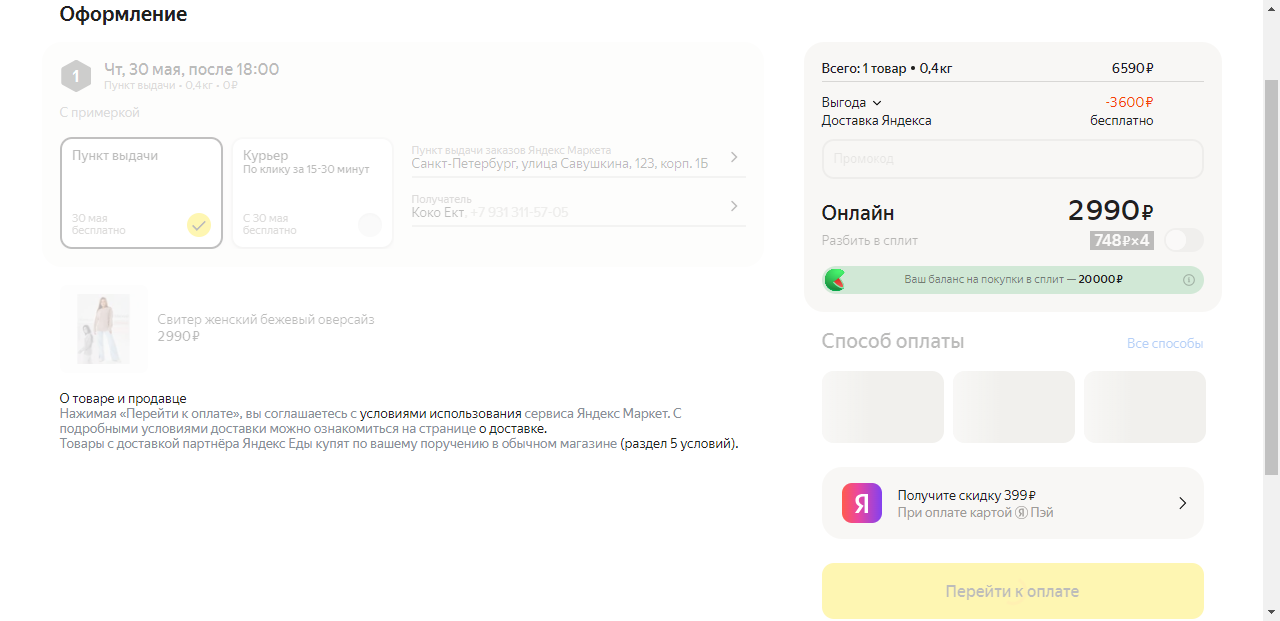 Оформление
1
Чт, 30 мая, после 18:00
Пункт выдачи • 0,4 кг • 0 ₽
С примеркой
Пункт выдачи
30 мая
бесплатно
Курьер
По клику за 15-30 минут
С 30 мая
бесплатно
Пункт выдачи заказов Яндекс Маркета
Санкт-Петербург, улица Савушкина, 123, корп. 1Б
Получатель
Коко Ект, +7 931 311-57-05
Свитер женский бежевый оверсайз
2990 ₽
О товаре и продавце
Нажимая «Перейти к оплате», вы соглашаетесь с условиями использования сервиса Яндекс Маркет. С
подробными условиями доставки можно ознакомиться на странице о доставке.
Товары с доставкой партнёра Яндекс Еды купят по вашему поручению в обычном магазине (раздел 5 условий).
Всего: 1 товар • 0,4 кг 6590 ₽
Выгода -3600 ₽
Доставка Яндекса бесплатно
Промокод
Онлайн 2990 ₽
Разбить в сплит 748 ₽ × 4
Ваш баланс на покупки в сплит — 20 000 ₽
Способ оплаты Все способы
Я
Получите скидку 399 ₽
При оплате картой Я Пэй
Перейти к оплате